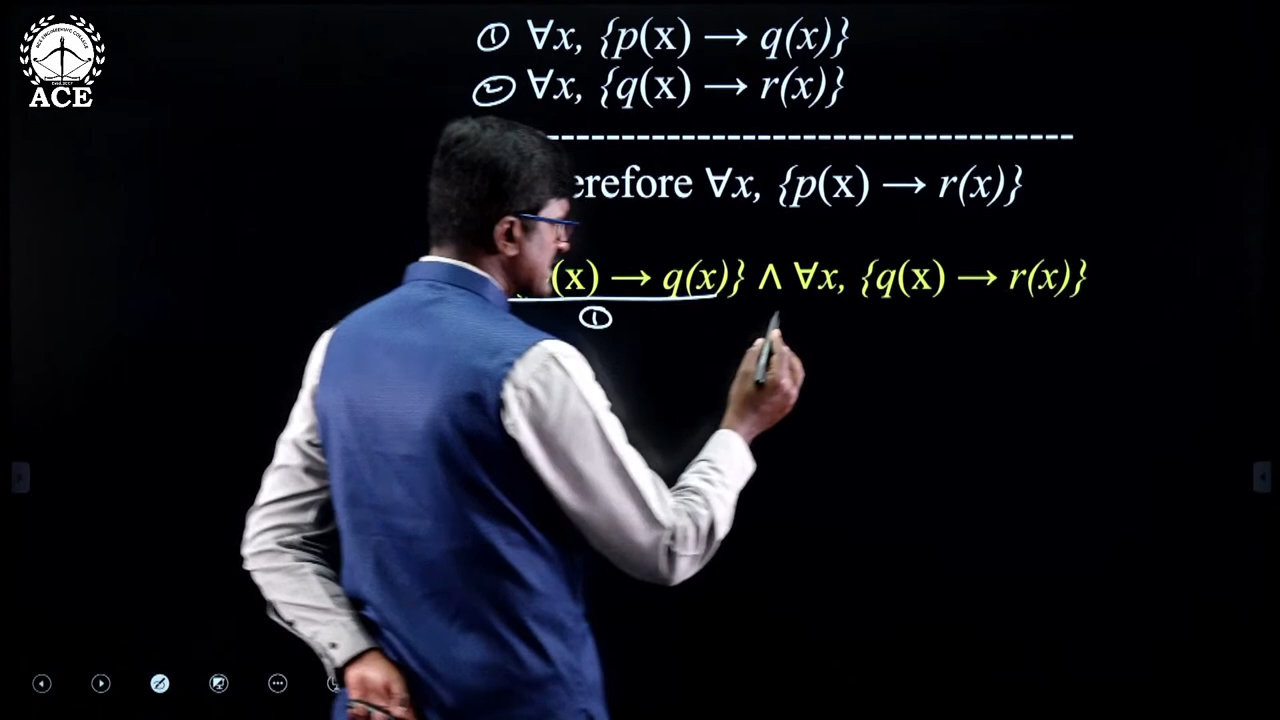 ACE
① ∀x, {p(x) → q(x)}
② ∀x, {q(x) → r(x)}
---------------------------------
erefore ∀x, {p(x) → r(x)}
(x) → q(x)} ∧ ∀x, {q(x) → r(x)}
①